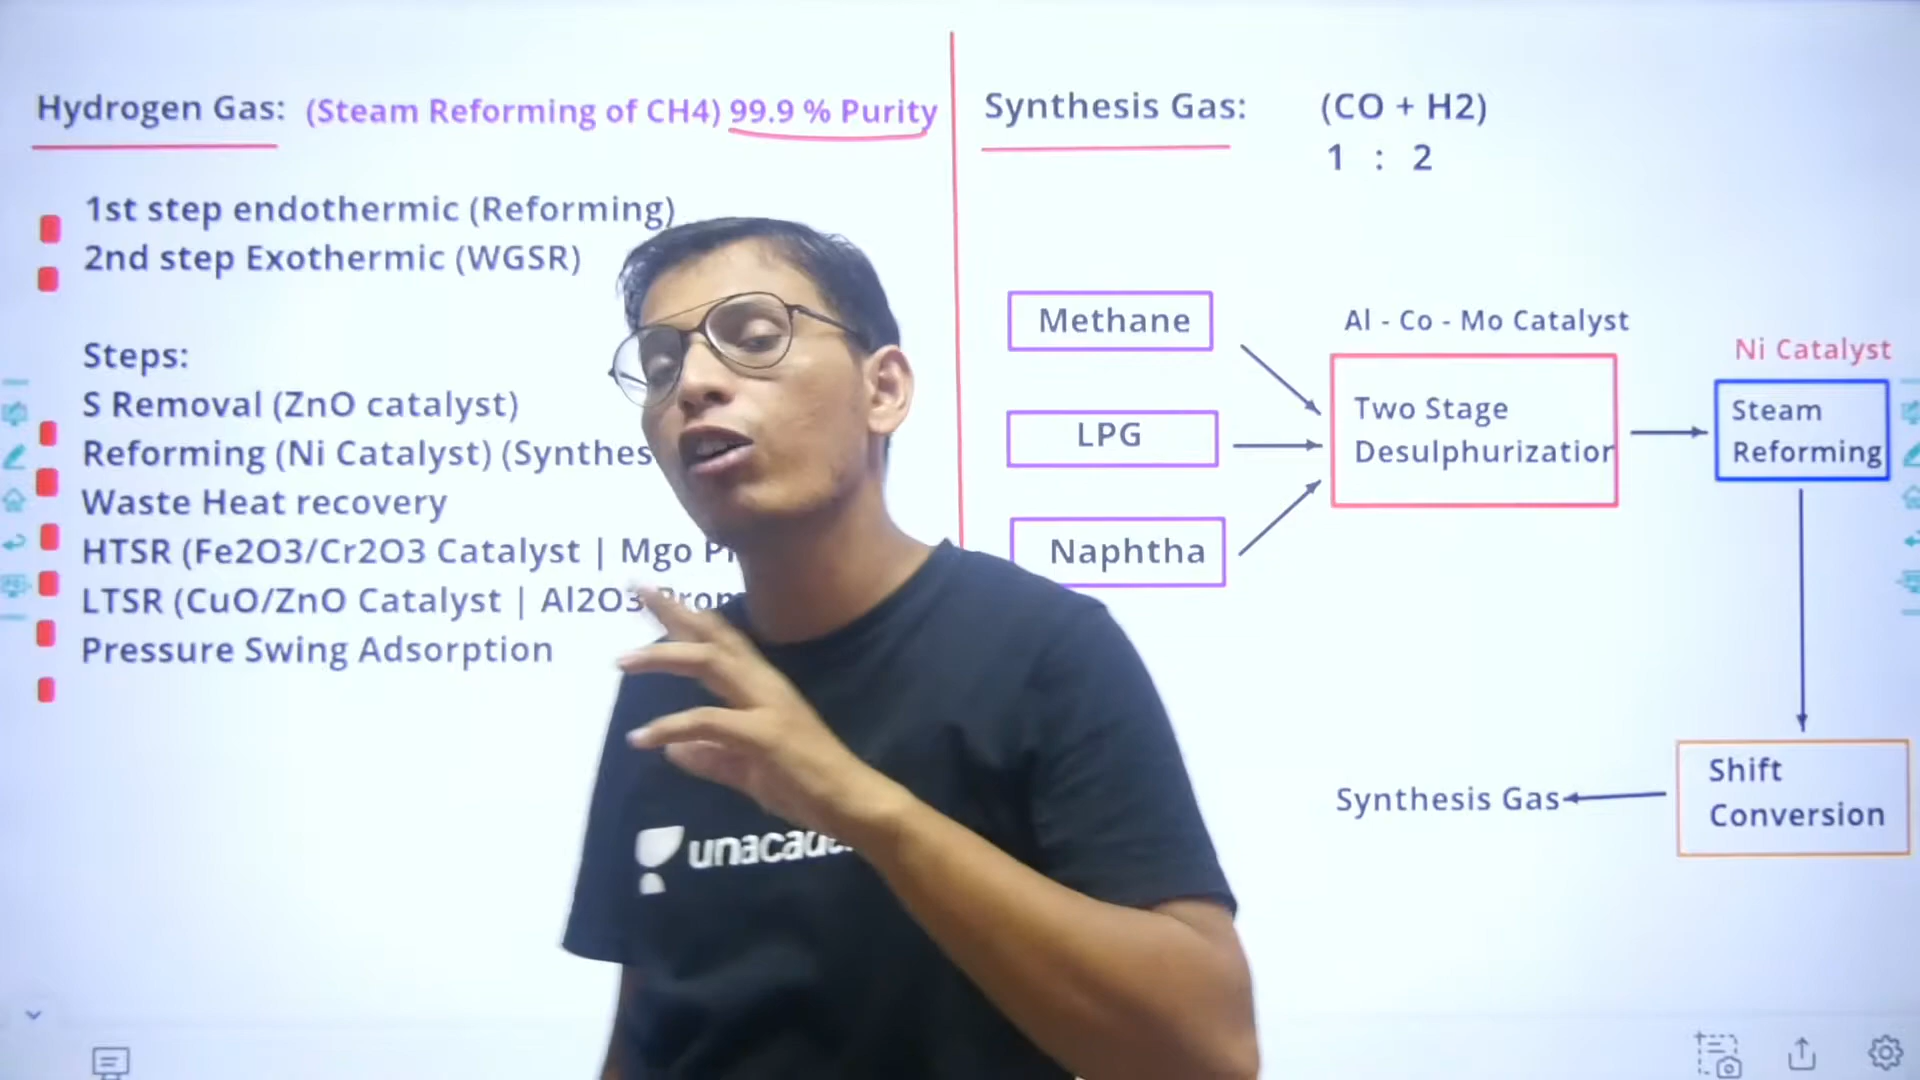 Hydrogen Gas: (Steam Reforming of CH4) 99.9 % Purity
1st step endothermic (Reforming)
2nd step Exothermic (WGSR)
Steps:
S Removal (ZnO catalyst)
Reforming (Ni Catalyst)
Waste Heat recovery
HTSR (Fe2O3/Cr2O3 Catalyst | Mgo
LTSR (CuO/ZnO Catalyst | Al2O3
Pressure Swing Adsorption
Synthesis Gas: (CO + H2)
1 : 2
Methane
LPG
Naphtha
Al - Co - Mo Catalyst
Two Stage
Desulphurization
Ni Catalyst
Steam
Reforming
Shift
Conversion
Synthesis Gas